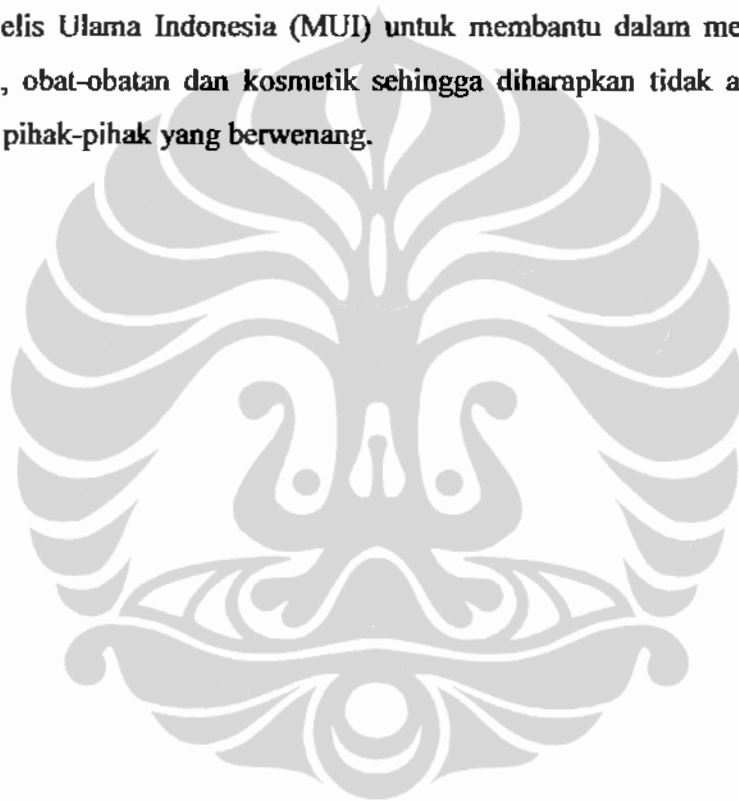 elis Ulama Indonesia (MUI) untuk membantu dalam me
, obat-obatan dan kosmetik sehingga diharapkan tidak a
pihak-pihak yang berwenang.